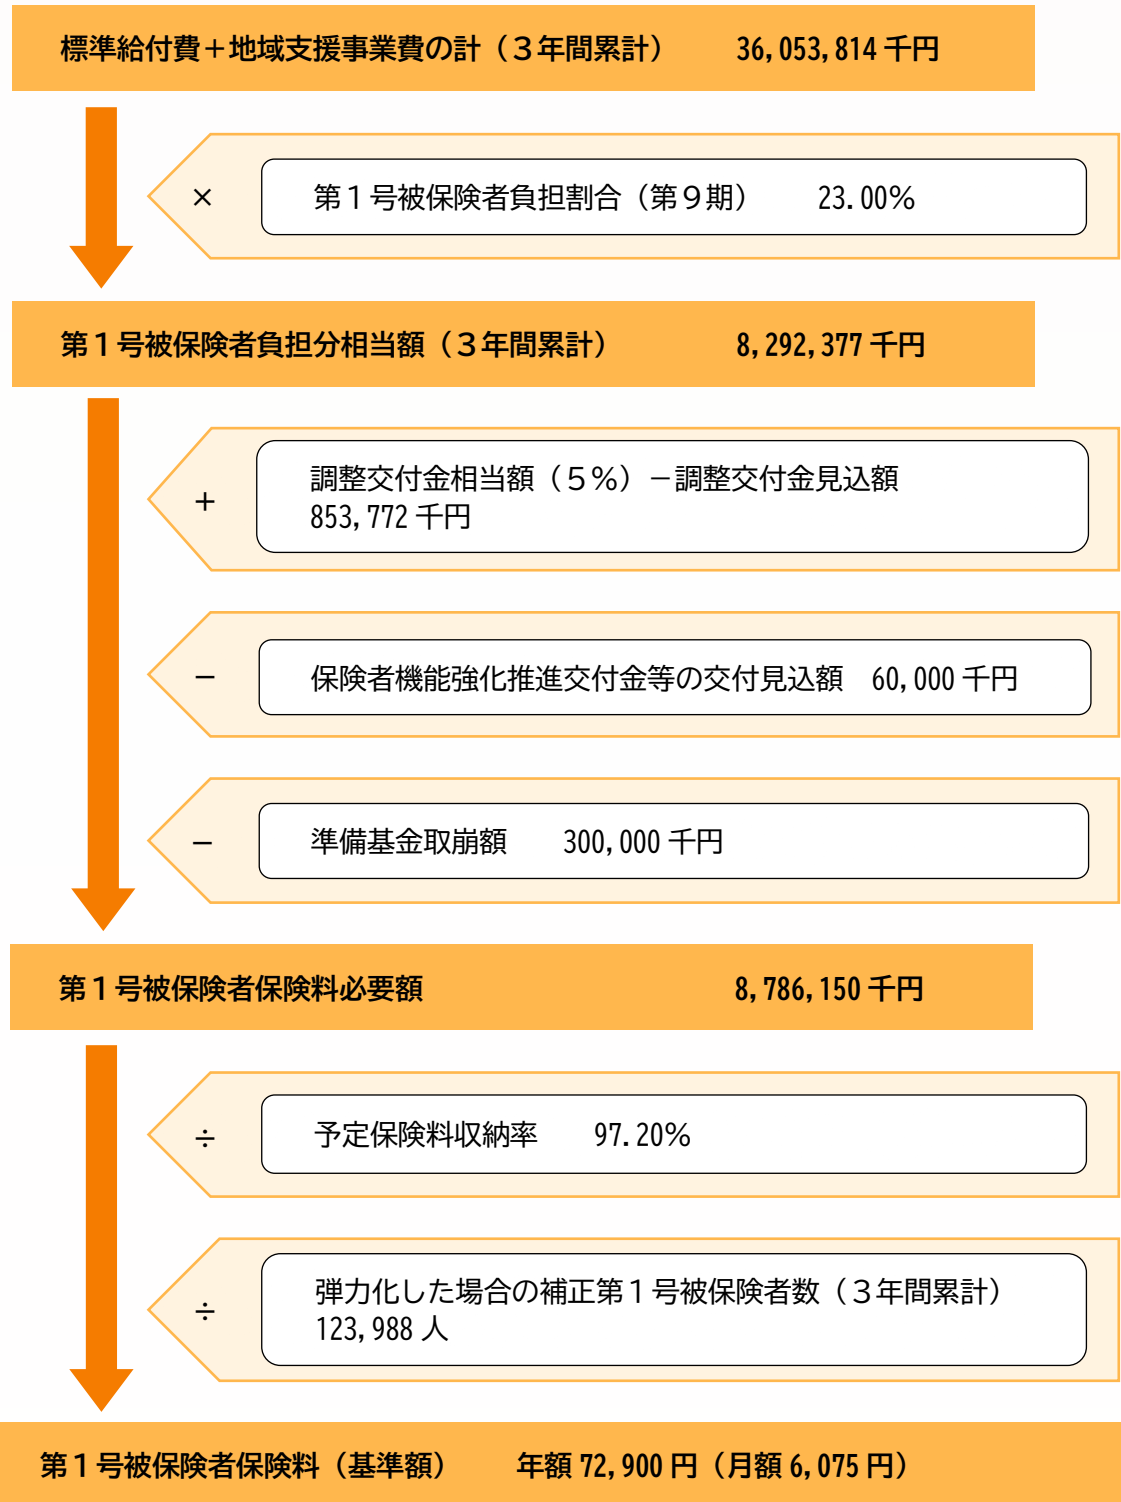 標準給付費＋地域支援事業費の計（３年間累計） 36,053,814 千円
× 第１号被保険者負担割合（第９期） 23.00％
第１号被保険者負担分相当額（３年間累計） 8,292,377 千円
＋ 調整交付金相当額（５％）－調整交付金見込額
853,772 千円
－ 保険者機能強化推進交付金等の交付見込額 60,000 千円
－ 準備基金取崩額 300,000 千円
第１号被保険者保険料必要額 8,786,150 千円
÷ 予定保険料収納率 97.20％
÷ 弾力化した場合の補正第１号被保険者数（３年間累計）
123,988 人
第１号被保険者保険料（基準額） 年額 72,900 円（月額 6,075 円）